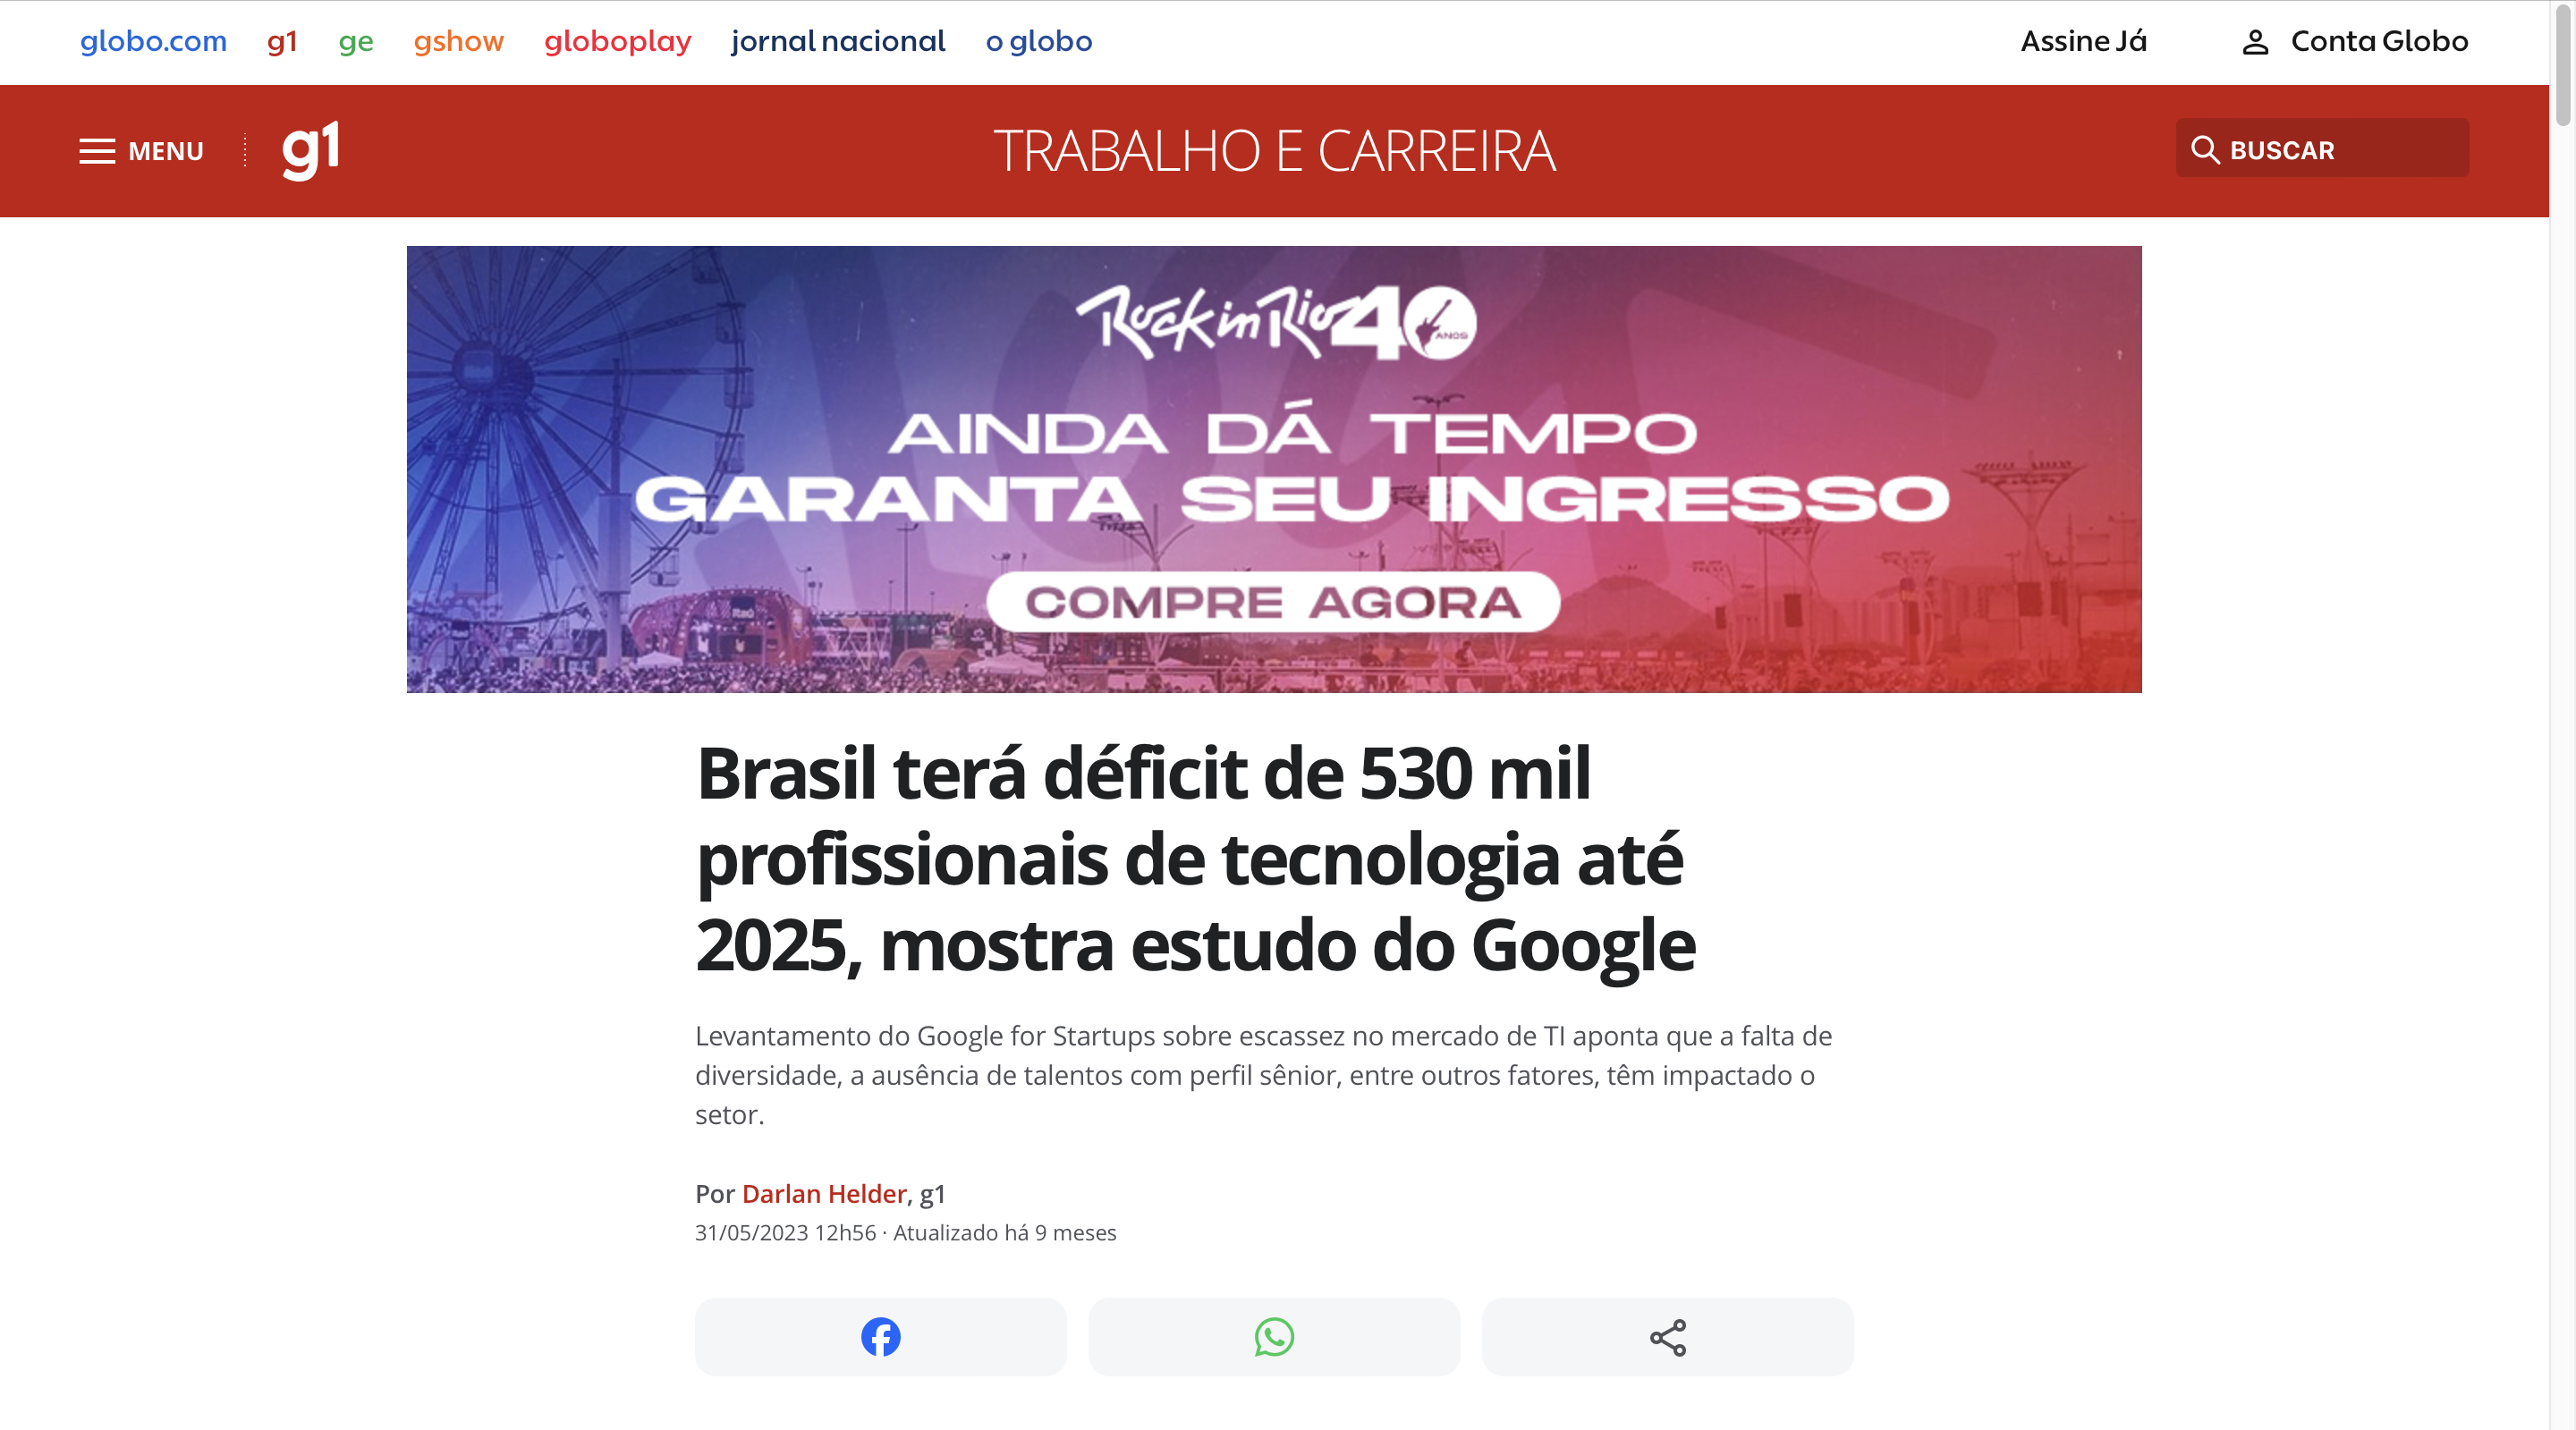 globo.com g1 ge gshow globoplay jornal nacional o globo Assine Já Conta Globo
MENU g1 TRABALHO E CARREIRA BUSCAR
Rock in Rio 40 ANOS
AINDA DÁ TEMPO
GARANTA SEU INGRESSO
COMPRE AGORA
Itaú
Brasil terá déficit de 530 mil
profissionais de tecnologia até
2025, mostra estudo do Google
Levantamento do Google for Startups sobre escassez no mercado de TI aponta que a falta de
diversidade, a ausência de talentos com perfil sênior, entre outros fatores, têm impactado o
setor.
Por Darlan Helder, g1
31/05/2023 12h56 · Atualizado há 9 meses